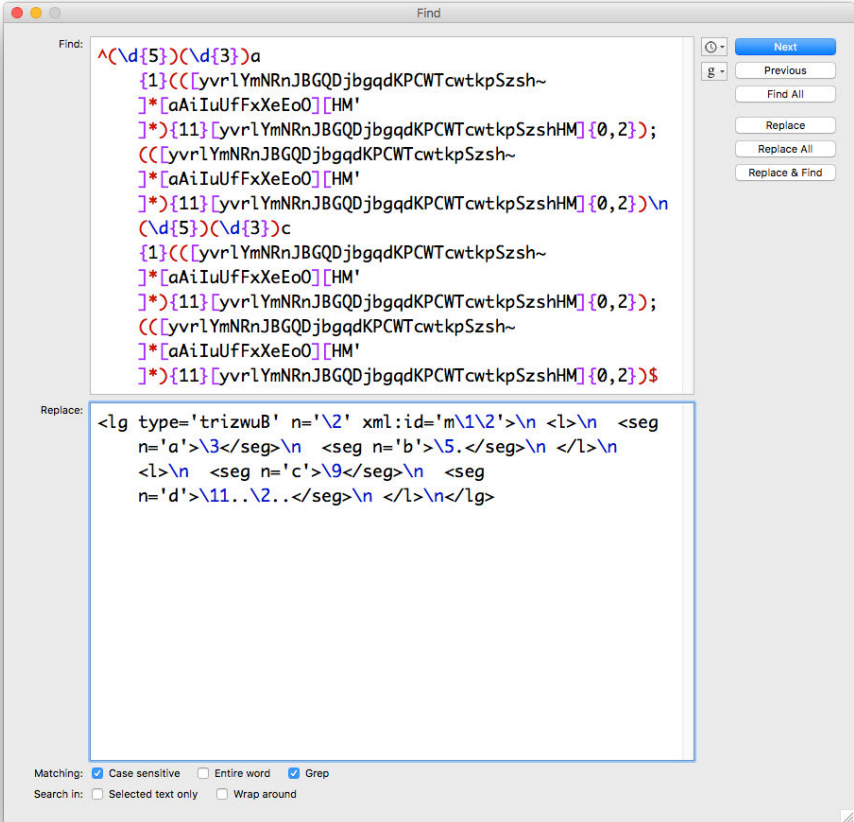 Find
Find:
^(\d{5})(\d{3})a
{1}(([yvrlYmNRnJBGQDjbgqdKPCWTcwtkpSzsh~
]*[aAiIuUfFxXeEoO][HM'
]*){11}[yvrlYmNRnJBGQDjbgqdKPCWTcwtkpSzshHM]{0,2});
(([yvrlYmNRnJBGQDjbgqdKPCWTcwtkpSzsh~
]*[aAiIuUfFxXeEoO][HM'
]*){11}[yvrlYmNRnJBGQDjbgqdKPCWTcwtkpSzshHM]{0,2})\n
(\d{5})(\d{3})c
{1}(([yvrlYmNRnJBGQDjbgqdKPCWTcwtkpSzsh~
]*[aAiIuUfFxXeEoO][HM'
]*){11}[yvrlYmNRnJBGQDjbgqdKPCWTcwtkpSzshHM]{0,2});
(([yvrlYmNRnJBGQDjbgqdKPCWTcwtkpSzsh~
]*[aAiIuUfFxXeEoO][HM'
]*){11}[yvrlYmNRnJBGQDjbgqdKPCWTcwtkpSzshHM]{0,2})$
g
Next
Previous
Find All
Replace
Replace All
Replace & Find
Replace:
<lg type='trizwuB' n='\2' xml:id='m\1\2'>\n <l>\n  <seg
n='a'>\3</seg>\n  <seg n='b'>\5.</seg>\n </l>\n
<l>\n  <seg n='c'>\9</seg>\n  <seg
n='d'>\11..\2..</seg>\n </l>\n</lg>
Matching: Case sensitive Entire word Grep
Search in: Selected text only Wrap around